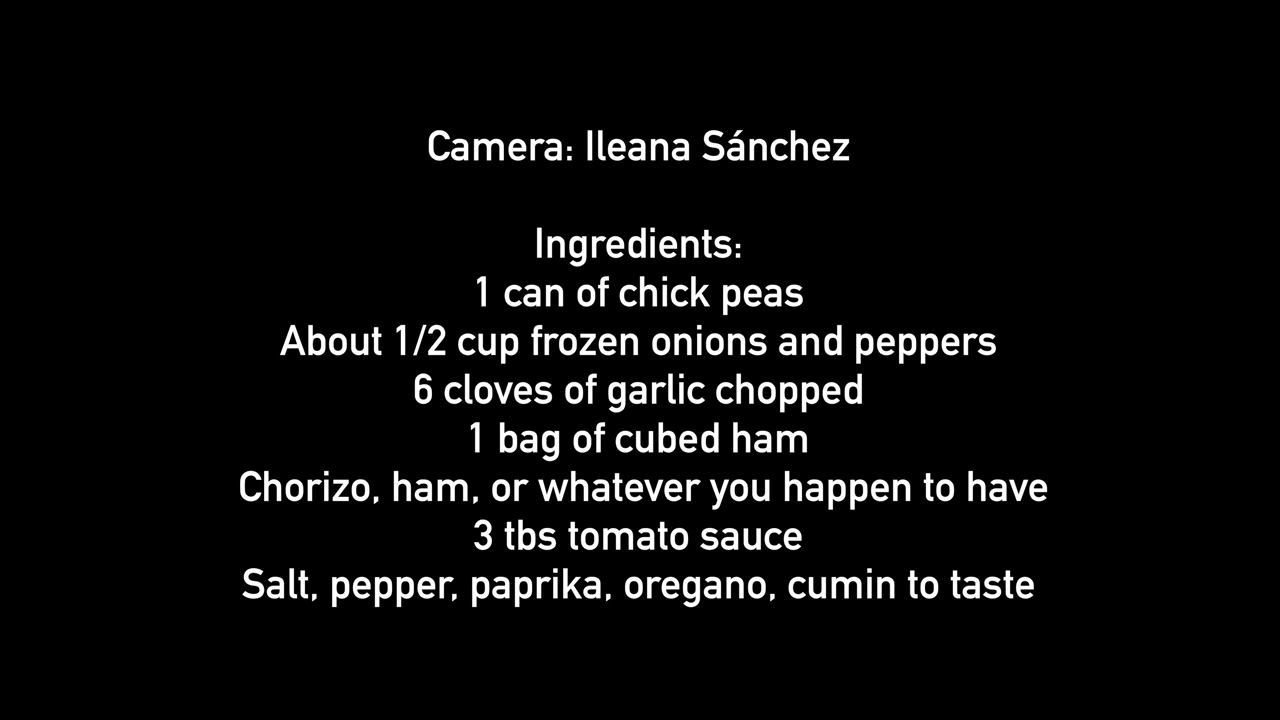 Camera: Ileana Sánchez
Ingredients:
1 can of chick peas
About 1/2 cup frozen onions and peppers
6 cloves of garlic chopped
1 bag of cubed ham
Chorizo, ham, or whatever you happen to have
3 tbs tomato sauce
Salt, pepper, paprika, oregano, cumin to taste